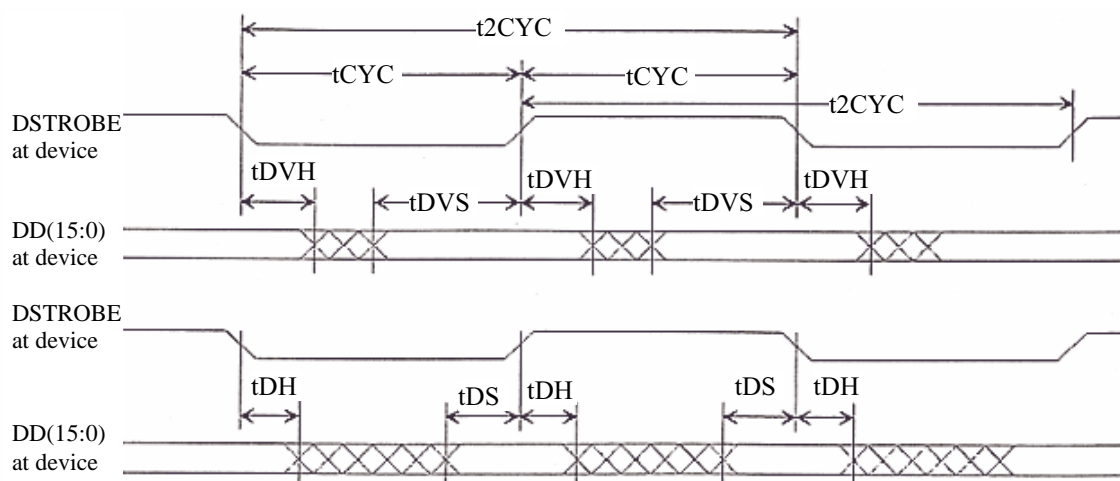 t2CYC
tCYC tCYC
t2CYC
DSTROBE
at device
tDVH tDVS tDVH tDVS tDVH
DD(15:0)
at device
DSTROBE
at device
tDH tDS tDH tDS tDH
DD(15:0)
at device